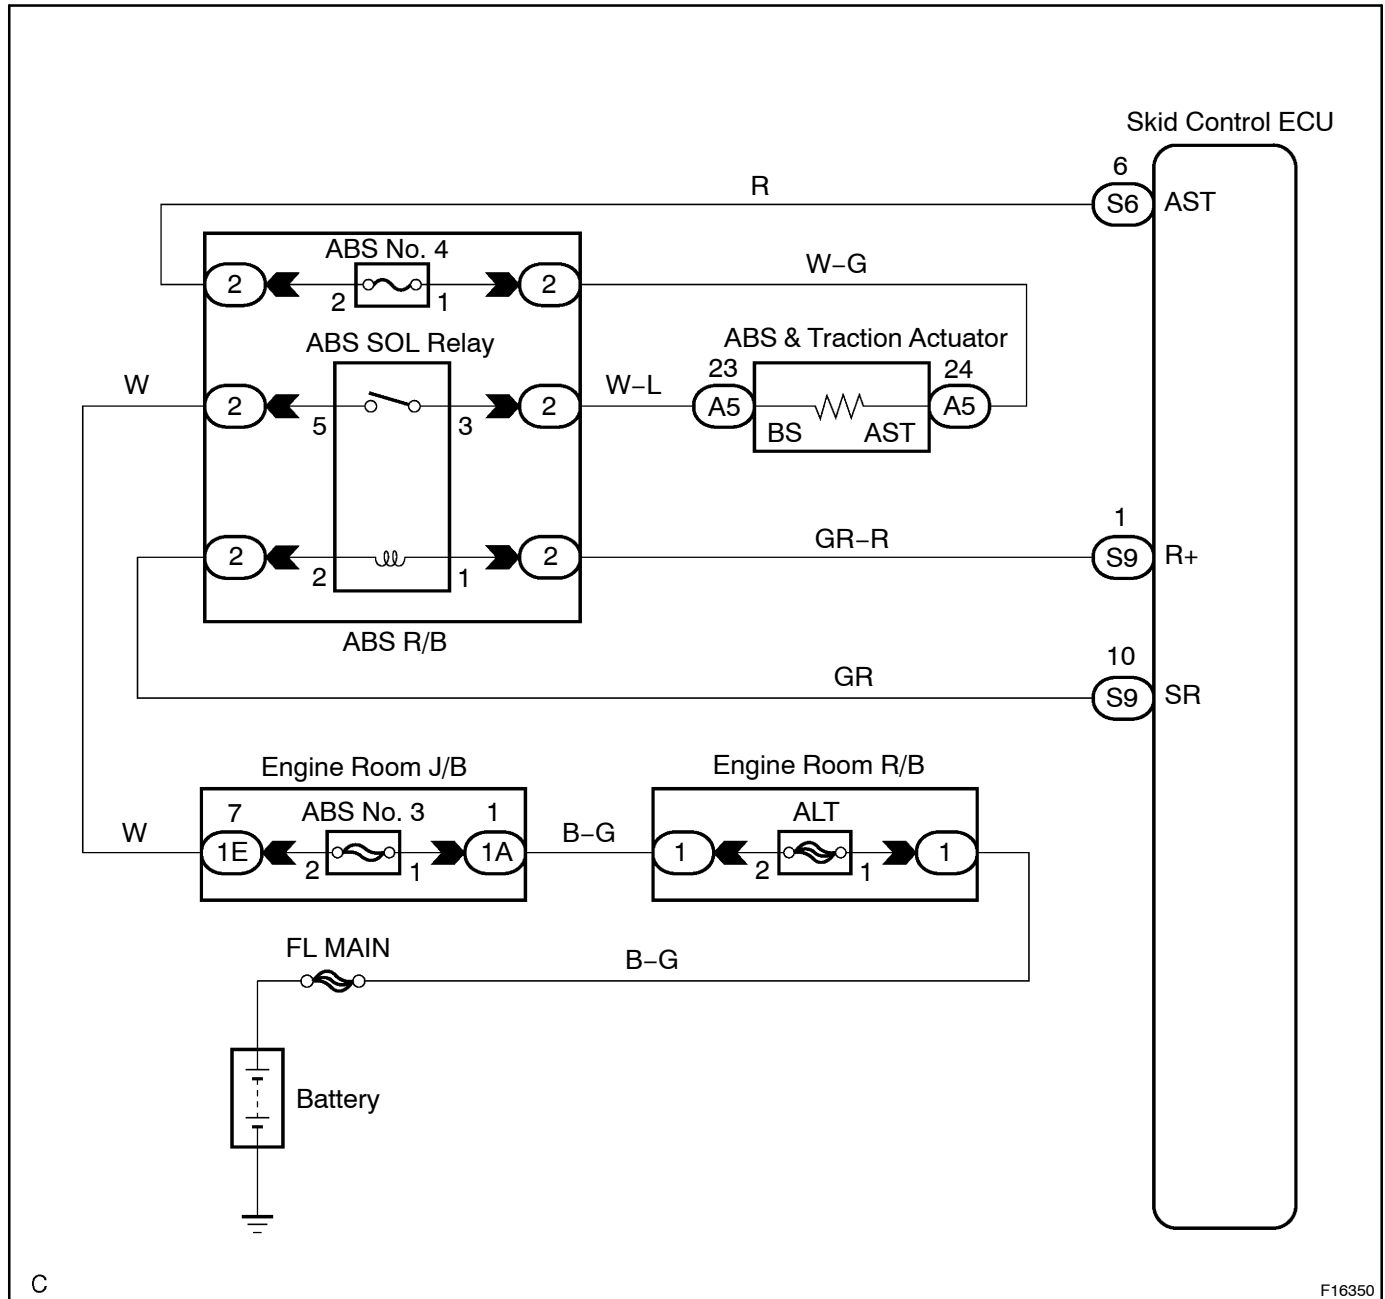 Skid Control ECU
6
R
S6 AST
ABS No. 4
W–G
2
2
2
1
ABS SOL Relay
ABS & Traction Actuator
23
24
W
W–L
2
2
A5
A5
5
3
BS
AST
1
GR–R
2
2
S9 R+
2
1
ABS R/B
10
GR
S9 SR
Engine Room J/B
Engine Room R/B
7
ABS No. 3
1
ALT
W
B–G
1E
1A
1
1
2
1
2
1
FL MAIN
B–G
Battery
C
F16350